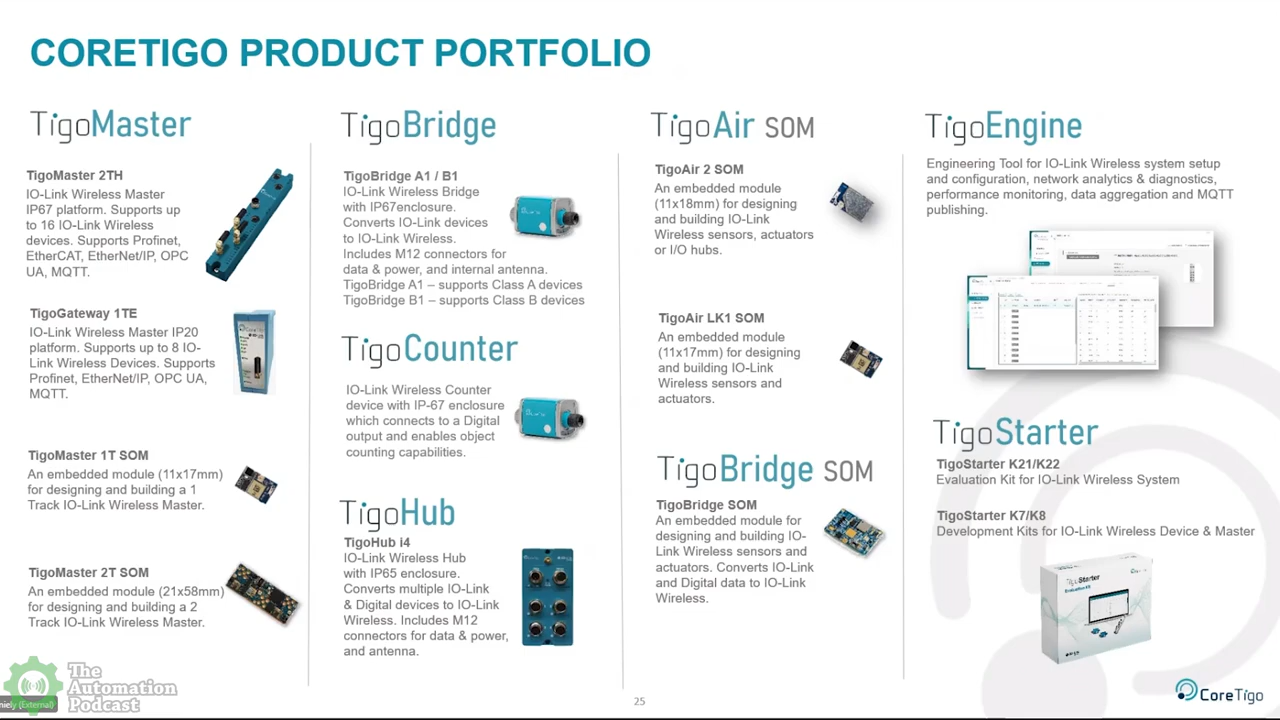 CORETIGO PRODUCT PORTFOLIO
TigoMaster
TigoMaster 2TH
IO-Link Wireless Master
IP67 platform. Supports up
to 16 IO-Link Wireless
devices. Supports Profinet,
EtherCAT, EtherNet/IP, OPC
UA, MQTT.
TigoGateway 1TE
IO-Link Wireless Master IP20
platform. Supports up to 8 IO-
Link Wireless Devices. Supports
Profinet, EtherNet/IP, OPC UA,
MQTT.
TigoMaster 1T SOM
An embedded module (11x17mm)
for designing and building a 1
Track IO-Link Wireless Master.
TigoMaster 2T SOM
An embedded module (21x58mm)
for designing and building a 2
Track IO-Link Wireless Master.
TigoBridge
TigoBridge A1 / B1
IO-Link Wireless Bridge
with IP67enclosure.
Converts IO-Link devices
to IO-Link Wireless.
Includes M12 connectors for
data & power, and internal antenna.
TigoBridge A1 – supports Class A devices
TigoBridge B1 – supports Class B devices
TigoCounter
IO-Link Wireless Counter
device with IP-67 enclosure
which connects to a Digital
output and enables object
counting capabilities.
TigoHub
TigoHub i4
IO-Link Wireless Hub
with IP65 enclosure.
Converts multiple IO-Link
& Digital devices to IO-Link
Wireless. Includes M12
connectors for data & power,
and antenna.
TigoAir SOM
TigoAir 2 SOM
An embedded module
(11x18mm) for designing
and building IO-Link
Wireless sensors, actuators
or I/O hubs.
TigoAir LK1 SOM
An embedded module
(11x17mm) for designing
and building IO-Link
Wireless sensors and
actuators.
TigoBridge SOM
TigoBridge SOM
An embedded module for
designing and building IO-
Link Wireless sensors and
actuators. Converts IO-Link
and Digital data to IO-Link
Wireless.
TigoEngine
Engineering Tool for IO-Link Wireless system setup
and configuration, network analytics & diagnostics,
performance monitoring, data aggregation and MQTT
publishing.
TigoStarter
TigoStarter K21/K22
Evaluation Kit for IO-Link Wireless System
TigoStarter K7/K8
Development Kits for IO-Link Wireless Device & Master
TigoStarter
The
Automation
Podcast
niely (External)
25
CoreTigo